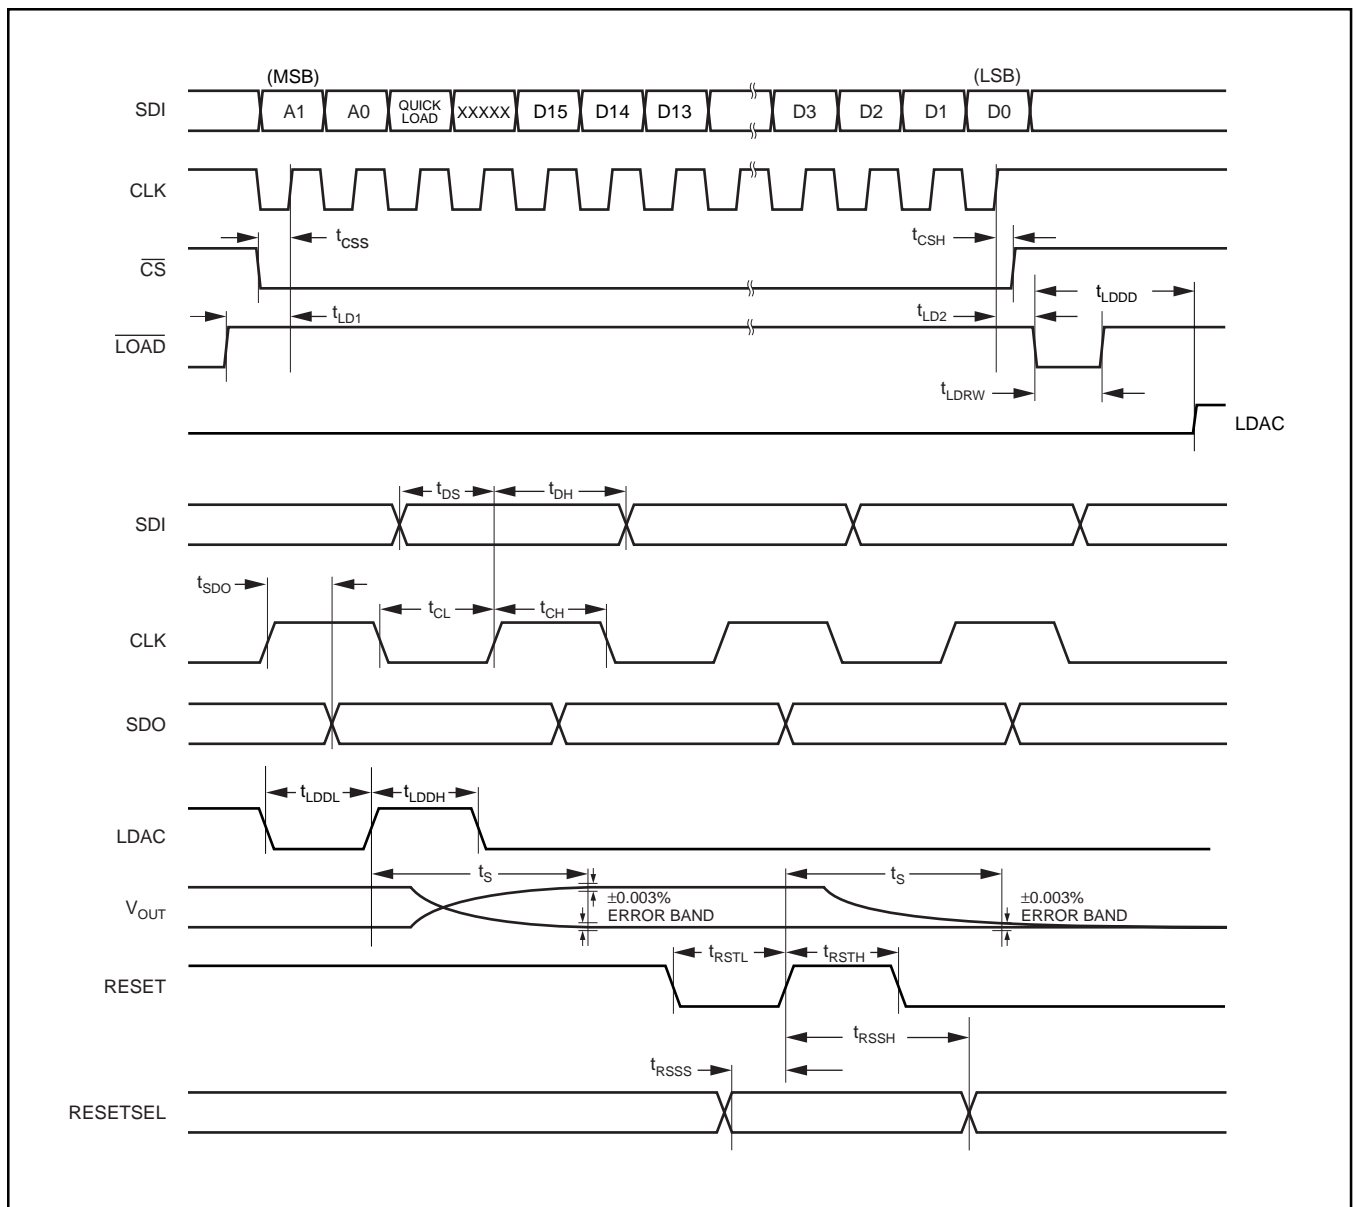 (MSB) (LSB)
SDI A1 A0 QUICK LOAD XXXXX D15 D14 D13 D3 D2 D1 D0
CLK
tCSS tCSH
CS
tLDDD
tLD1 tLD2
LOAD
tLDRW
LDAC
tDS tDH
SDI
tSDO
tCL tCH
CLK
SDO
tLDDL tLDDH
LDAC
tS tS
±0.003% ±0.003%
VOUT ERROR BAND ERROR BAND
tRSTL tRSTH
RESET
tRSSH
tRSSS
RESETSEL